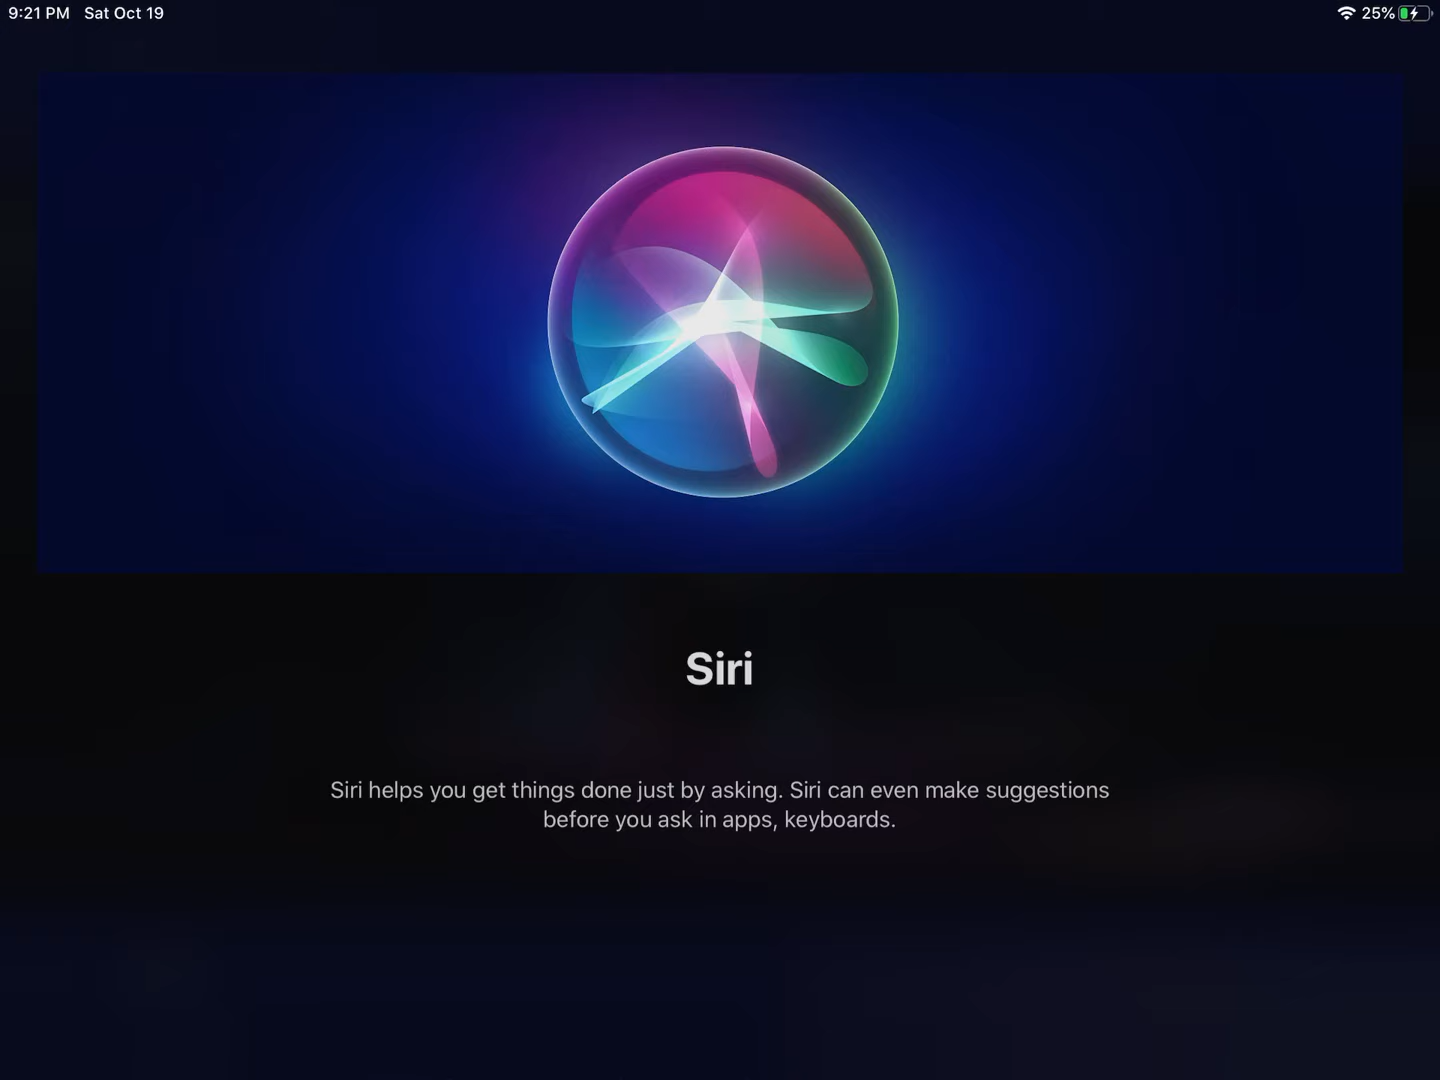 9:21 PM Sat Oct 19
25%
Siri
Siri helps you get things done just by asking. Siri can even make suggestions
before you ask in apps, keyboards.